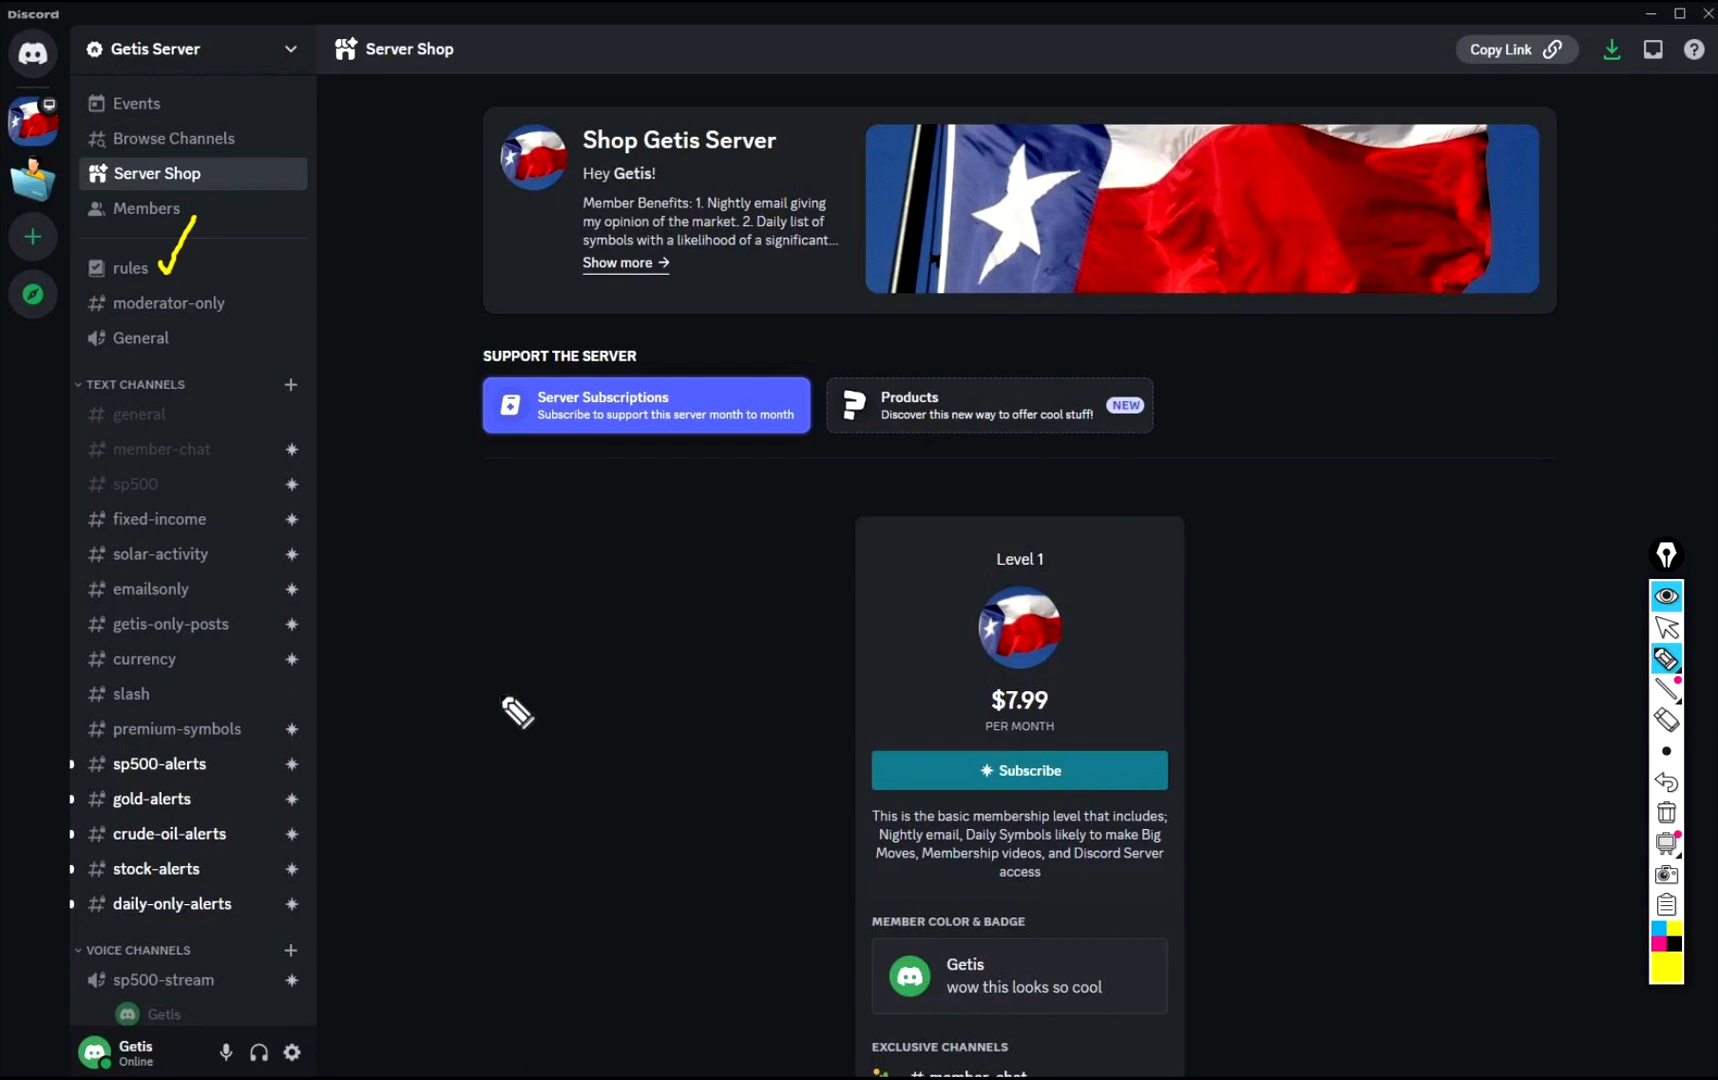 Discord
Getis Server
Server Shop
Copy Link
Events
Browse Channels
Server Shop
Members
rules
moderator-only
General
TEXT CHANNELS
general
member-chat
sp500
fixed-income
solar-activity
emailsonly
getis-only-posts
currency
slash
premium-symbols
sp500-alerts
gold-alerts
crude-oil-alerts
stock-alerts
daily-only-alerts
VOICE CHANNELS
sp500-stream
Getis
Getis
Online
Shop Getis Server
Hey Getis!
Member Benefits: 1. Nightly email giving
my opinion of the market. 2. Daily list of
symbols with a likelihood of a significant...
Show more →
SUPPORT THE SERVER
Server Subscriptions
Subscribe to support this server month to month
Products
Discover this new way to offer cool stuff!
NEW
Level 1
$7.99
PER MONTH
Subscribe
This is the basic membership level that includes;
Nightly email, Daily Symbols likely to make Big
Moves, Membership videos, and Discord Server
access
MEMBER COLOR & BADGE
Getis
wow this looks so cool
EXCLUSIVE CHANNELS
# member-chat